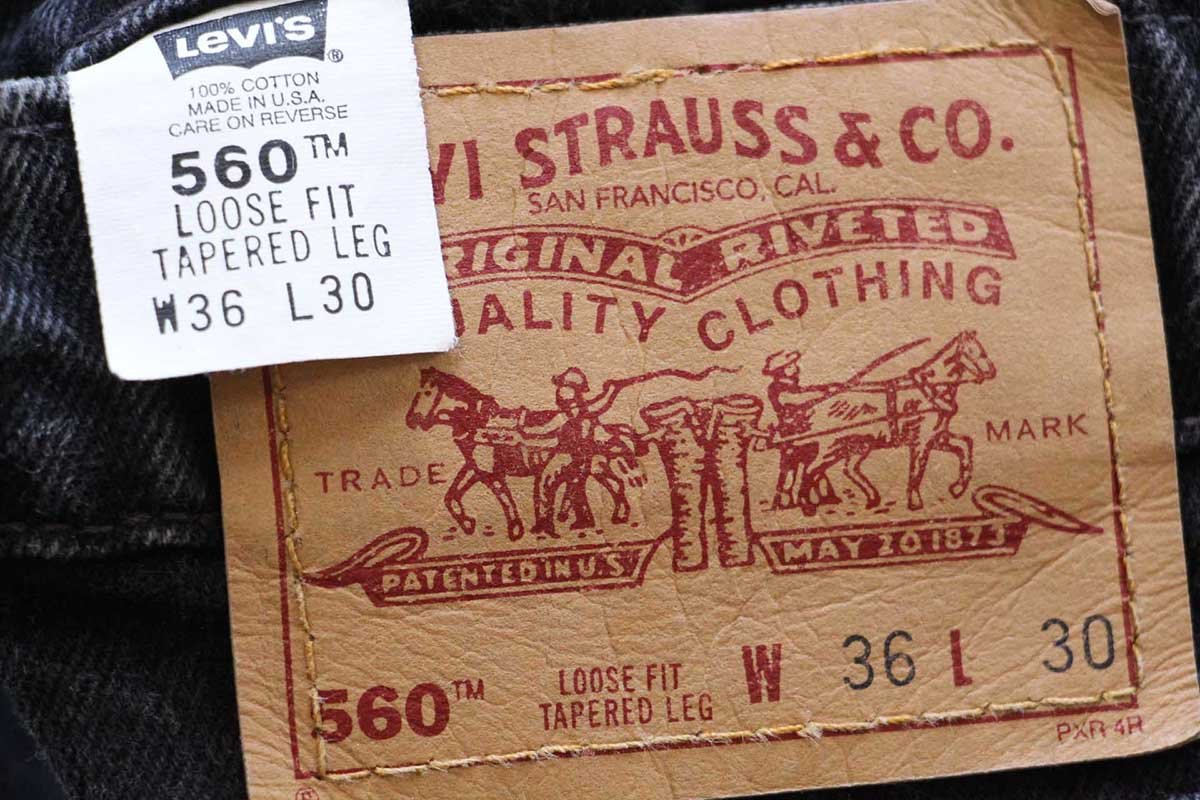 LEVI'S ®
100% COTTON
MADE IN U.S.A.
CARE ON REVERSE
560™
LOOSE FIT
TAPERED LEG
W36 L30
VI STRAUSS & CO.
SAN FRANCISCO, CAL.
RIGINAL RIVETED
UALITY CLOTHING
TRADE MARK
PATENTED IN U.S. MAY 20 1873
560™ LOOSE FIT W 36 L 30
TAPERED LEG
PXR-4R
®